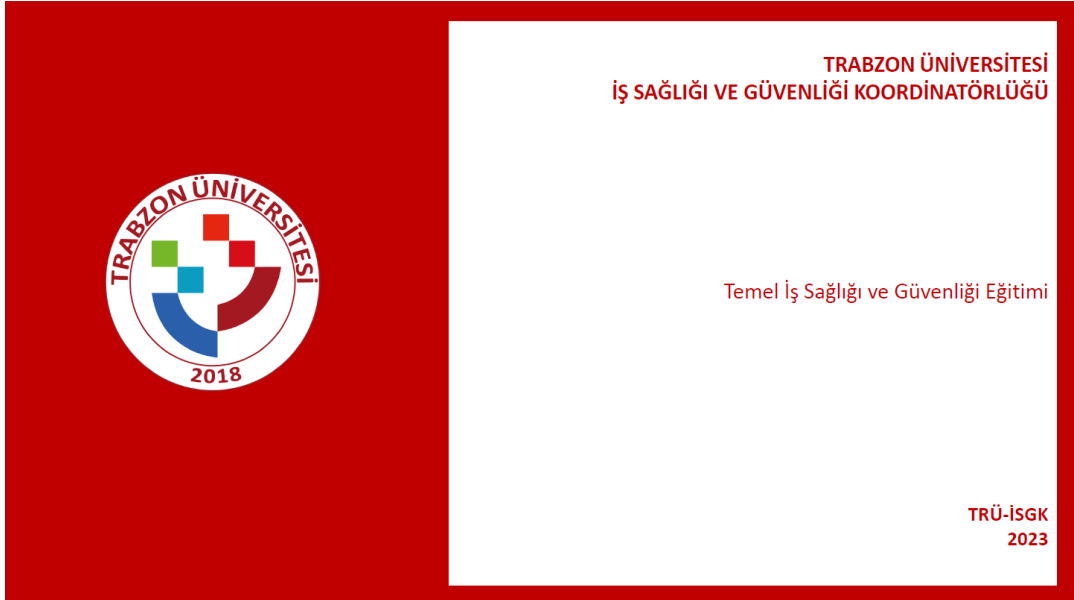 TRABZON ÜNİVERSİTESİ
2018
TRABZON ÜNİVERSİTESİ
İŞ SAĞLIĞI VE GÜVENLİĞİ KOORDİNATÖRLÜĞÜ
Temel İş Sağlığı ve Güvenliği Eğitimi
TRÜ-İSGK
2023